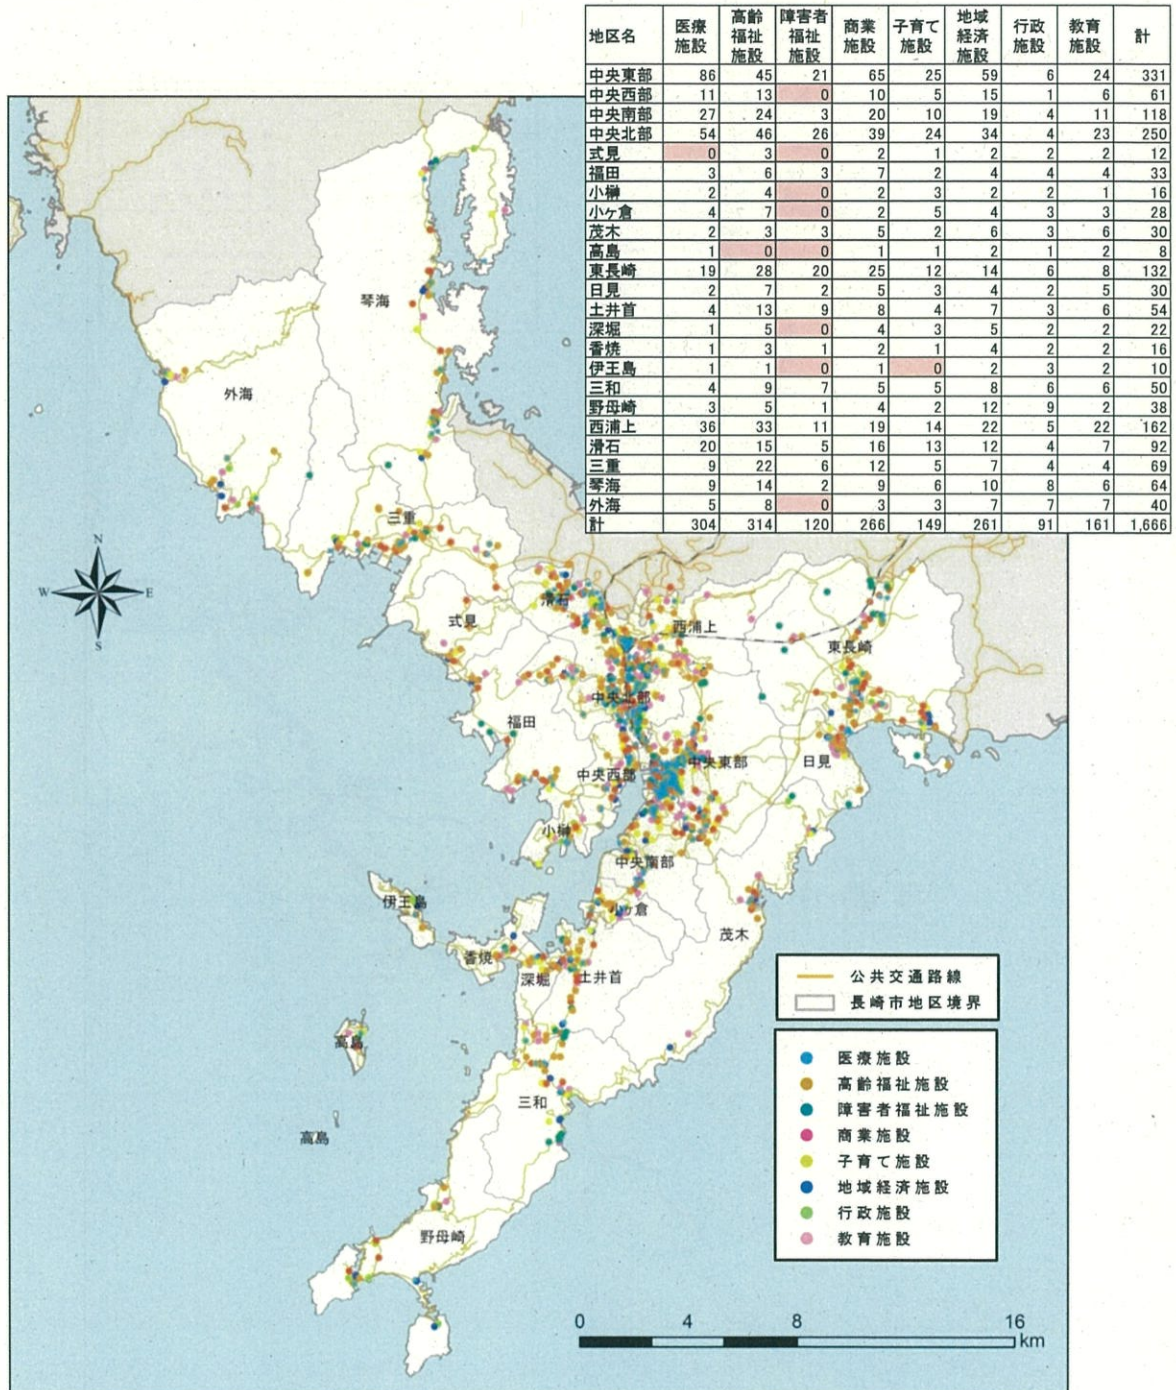 地区名 医療施設 高齢福祉施設 障害者福祉施設 商業施設 子育て施設 地域経済施設 行政施設 教育施設 計
中央東部 86 45 21 65 25 59 6 24 331
中央西部 11 13 0 10 5 15 1 6 61
中央南部 27 24 3 20 10 19 4 11 118
中央北部 54 46 26 39 24 34 4 23 250
式見 0 3 0 2 1 2 2 2 12
福田 3 6 3 7 2 4 4 4 33
小榊 2 4 0 2 3 2 2 1 16
小ヶ倉 4 7 0 2 5 4 3 3 28
茂木 2 3 3 5 2 6 3 6 30
高島 1 0 0 1 1 2 1 2 8
東長崎 19 28 20 25 12 14 6 8 132
日見 2 7 2 5 3 4 2 5 30
土井首 4 13 9 8 4 7 3 6 54
深堀 1 5 0 4 3 5 2 2 22
香焼 1 3 1 2 1 4 2 2 16
伊王島 1 1 0 1 0 2 3 2 10
三和 4 9 7 5 5 8 6 6 50
野母崎 3 5 1 4 2 12 9 2 38
西浦上 36 33 11 19 14 22 5 22 162
滑石 20 15 5 16 13 12 4 7 92
三重 9 22 6 12 5 7 4 4 69
琴海 9 14 2 9 6 10 8 6 64
外海 5 8 0 3 3 7 7 7 40
計 304 314 120 266 149 261 91 161 1,666
琴海
外海
三重
N
W E
S
滑石
式見
西浦上
東長崎
中央北部
福田
中央西部
中央東部
日見
小榊
中央南部
伊王島
小ヶ倉
茂木
香焼
深堀
土井首
高島
三和
高島
野母崎
公共交通路線
長崎市地区境界
医療施設
高齢福祉施設
障害者福祉施設
商業施設
子育て施設
地域経済施設
行政施設
教育施設
0 4 8 16
km